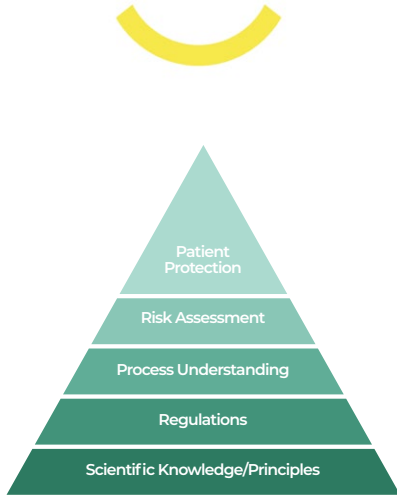 Patient
Protection
Risk Assessment
Process Understanding
Regulations
Scientific Knowledge/Principles